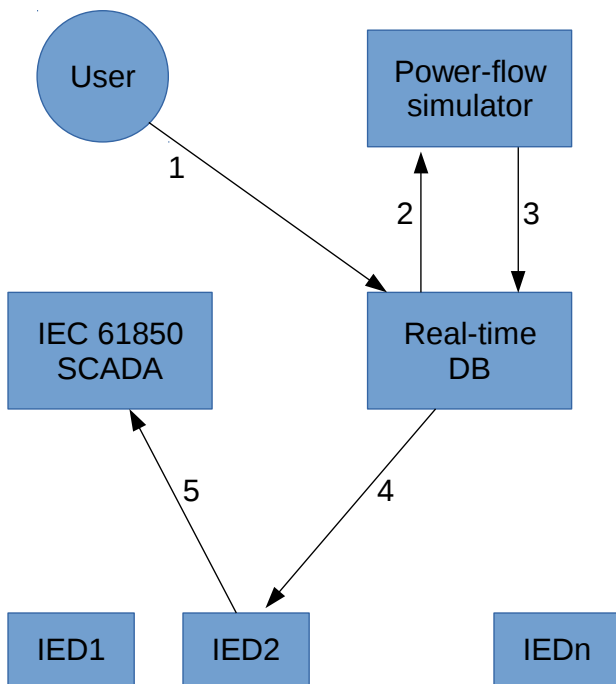 User
Power-flow
simulator
1
2
3
IEC 61850
SCADA
Real-time
DB
5
4
IED1
IED2
IEDn